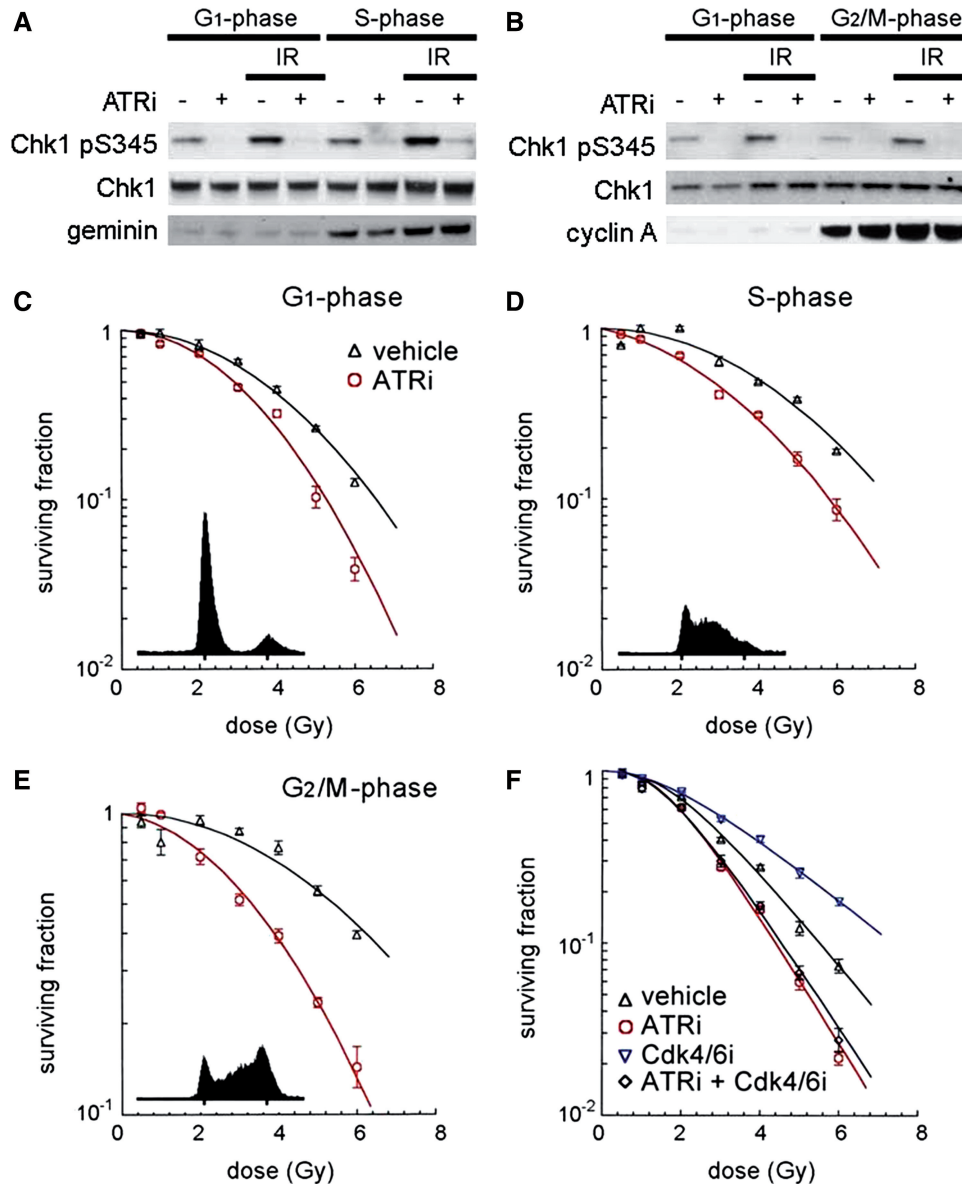 A
G1-phase S-phase
IR IR
ATRi - + - + - + - +
Chk1 pS345
Chk1
geminin
B
G1-phase G2/M-phase
IR IR
ATRi - + - + - + - +
Chk1 pS345
Chk1
cyclin A
C
G1-phase
vehicle
ATRi
surviving fraction
1
10-1
10-2
0 2 4 6 8
dose (Gy)
D
S-phase
surviving fraction
1
10-1
10-2
0 2 4 6 8
dose (Gy)
E
G2/M-phase
surviving fraction
1
10-1
0 2 4 6 8
dose (Gy)
F
surviving fraction
1
10-1
10-2
vehicle
ATRi
Cdk4/6i
ATRi + Cdk4/6i
0 2 4 6 8
dose (Gy)